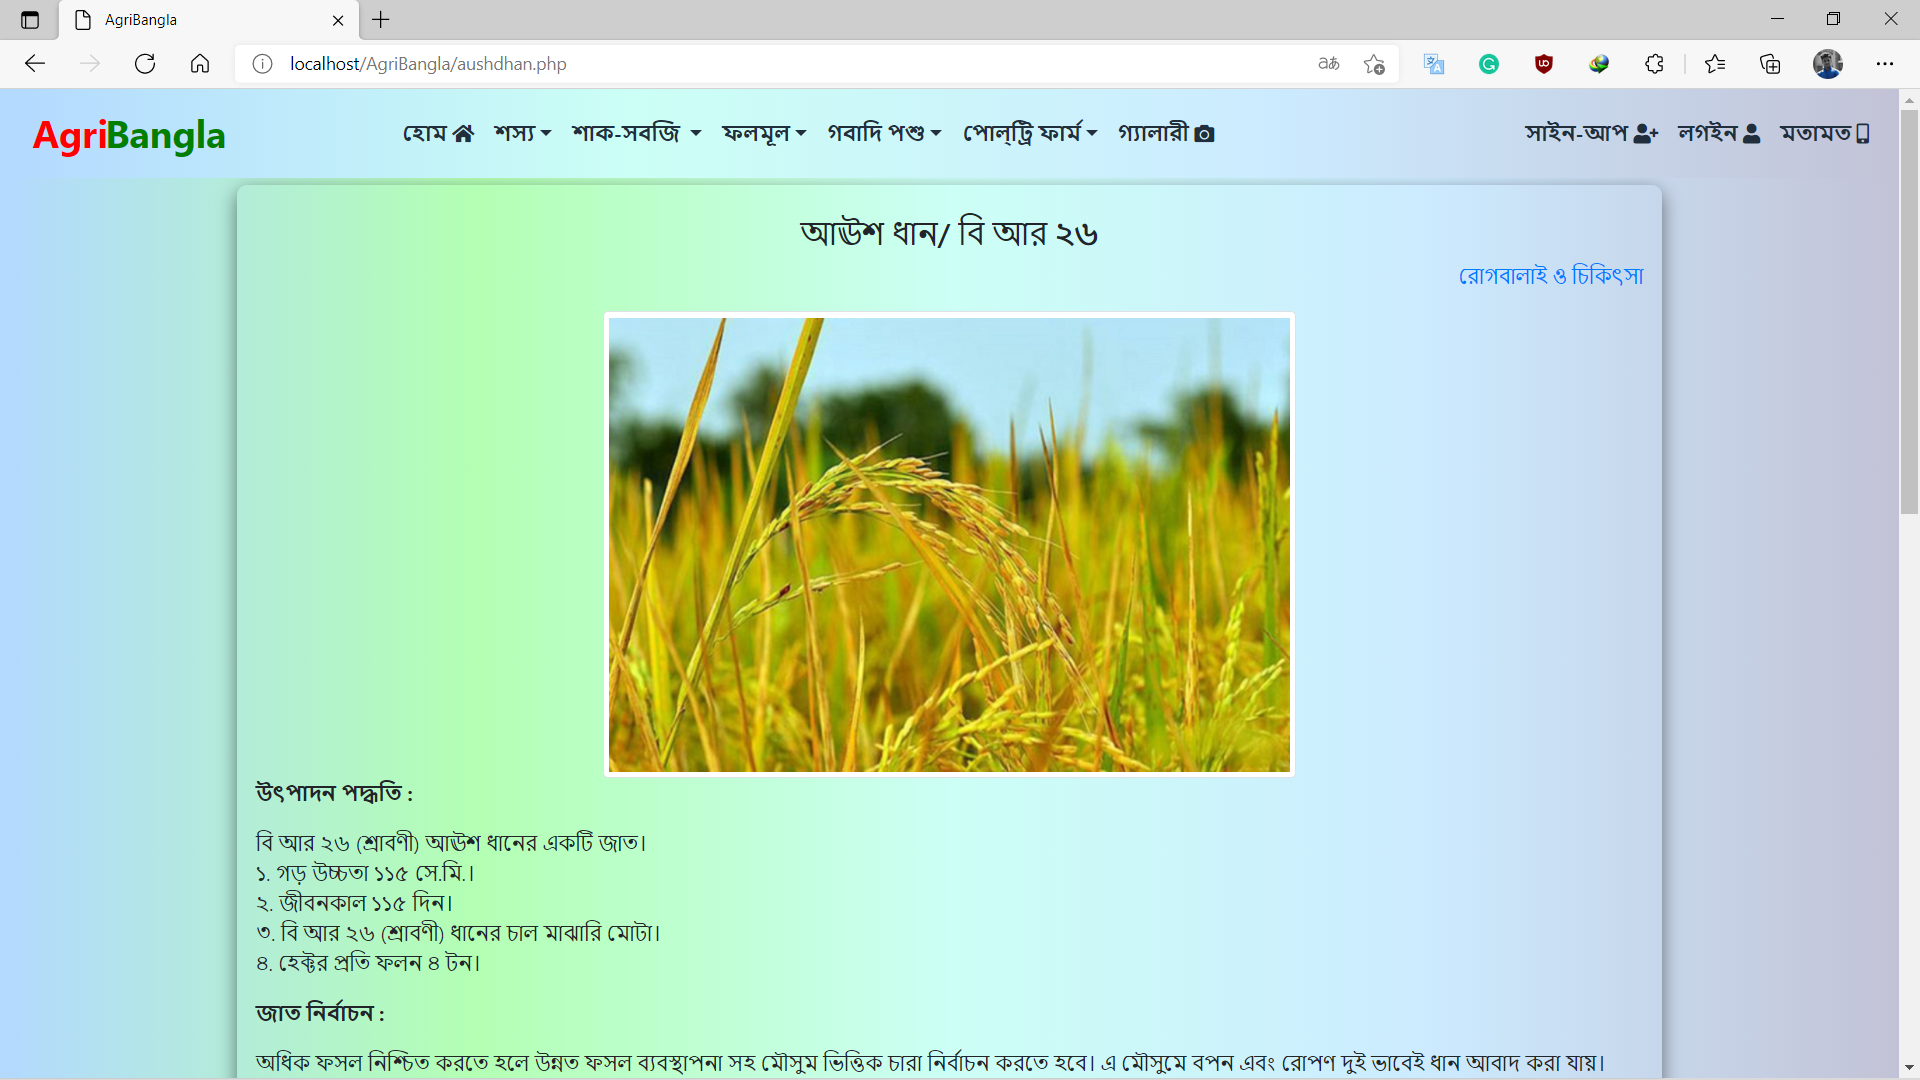 AgriBangla
localhost/AgriBangla/aushdhan.php
AgriBangla
হোম শস্য শাক-সবজি ফলমূল গবাদি পশু পোল্ট্রি ফার্ম গ্যালারী সাইন-আপ লগইন মতামত
আঊশ ধান/ বি আর ২৬
রোগবালাই ও চিকিৎসা
উৎপাদন পদ্ধতি :
বি আর ২৬ (শ্রাবণী) আঊশ ধানের একটি জাত।
১. গড় উচ্চতা ১১৫ সে.মি.।
২. জীবনকাল ১১৫ দিন।
৩. বি আর ২৬ (শ্রাবণী) ধানের চাল মাঝারি মোটা।
৪. হেক্টর প্রতি ফলন ৪ টন।
জাত নির্বাচন :
অধিক ফসল নিশ্চিত করতে হলে উন্নত ফসল ব্যবস্থাপনা সহ মৌসুম ভিত্তিক চারা নির্বাচন করতে হবে। এ মৌসুমে বপন এবং রোপণ দুই ভাবেই ধান আবাদ করা যায়।